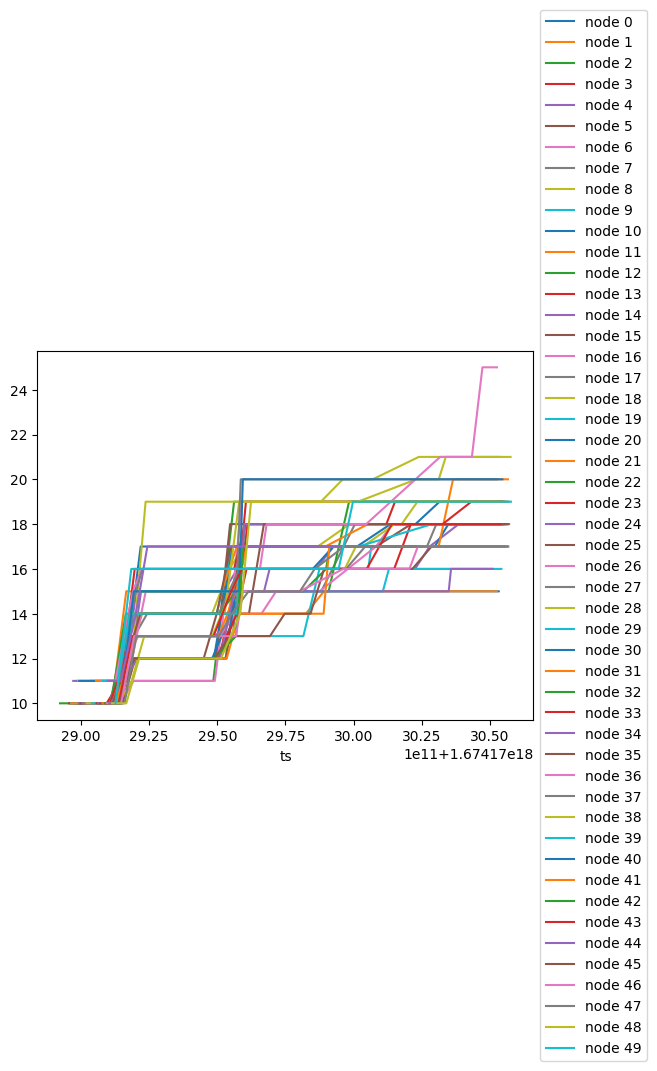 node 0
node 1
node 2
node 3
node 4
node 5
node 6
node 7
node 8
node 9
node 10
node 11
node 12
node 13
node 14
node 15
node 16
node 17
node 18
node 19
node 20
node 21
node 22
node 23
node 24
node 25
node 26
node 27
node 28
node 29
node 30
node 31
node 32
node 33
node 34
node 35
node 36
node 37
node 38
node 39
node 40
node 41
node 42
node 43
node 44
node 45
node 46
node 47
node 48
node 49
24
22
20
18
16
14
12
10
29.00 29.25 29.50 29.75 30.00 30.25 30.50
ts
1e11+1.67417e18